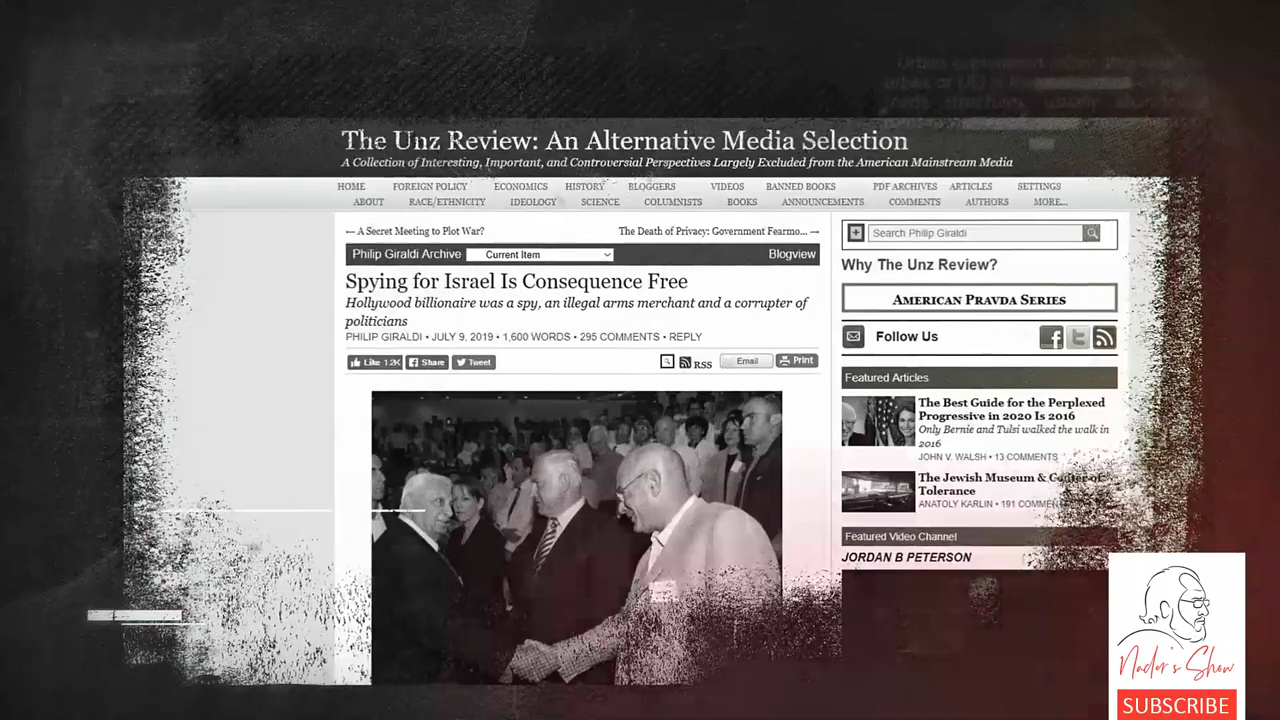 The Unz Review: An Alternative Media Selection
A Collection of Interesting, Important, and Controversial Perspectives Largely Excluded from the American Mainstream Media
HOME FOREIGN POLICY ECONOMICS HISTORY BLOGGERS VIDEOS BANNED BOOKS PDF ARCHIVES ARTICLES SETTINGS
ABOUT RACE/ETHNICITY IDEOLOGY SCIENCE COLUMNISTS BOOKS ANNOUNCEMENTS COMMENTS AUTHORS MORE...
← A Secret Meeting to Plot War? The Death of Privacy: Government Fearmo... →
Philip Giraldi Archive Current Item Blogview
Spying for Israel Is Consequence Free
Hollywood billionaire was a spy, an illegal arms merchant and a corrupter of
politicians
PHILIP GIRALDI • JULY 9, 2019 • 1,600 WORDS • 295 COMMENTS • REPLY
Like 1.2K Share Tweet RSS Email Print
Search Philip Giraldi
Why The Unz Review?
AMERICAN PRAVDA SERIES
Follow Us
Featured Articles
The Best Guide for the Perplexed
Progressive in 2020 Is 2016
Only Bernie and Tulsi walked the walk in
2016
JOHN V. WALSH • 13 COMMENTS
The Jewish Museum & Center of
Tolerance
ANATOLY KARLIN • 191
Featured Video Channel
JORDAN B PETERSON
Nader's Show
SUBSCRIBE